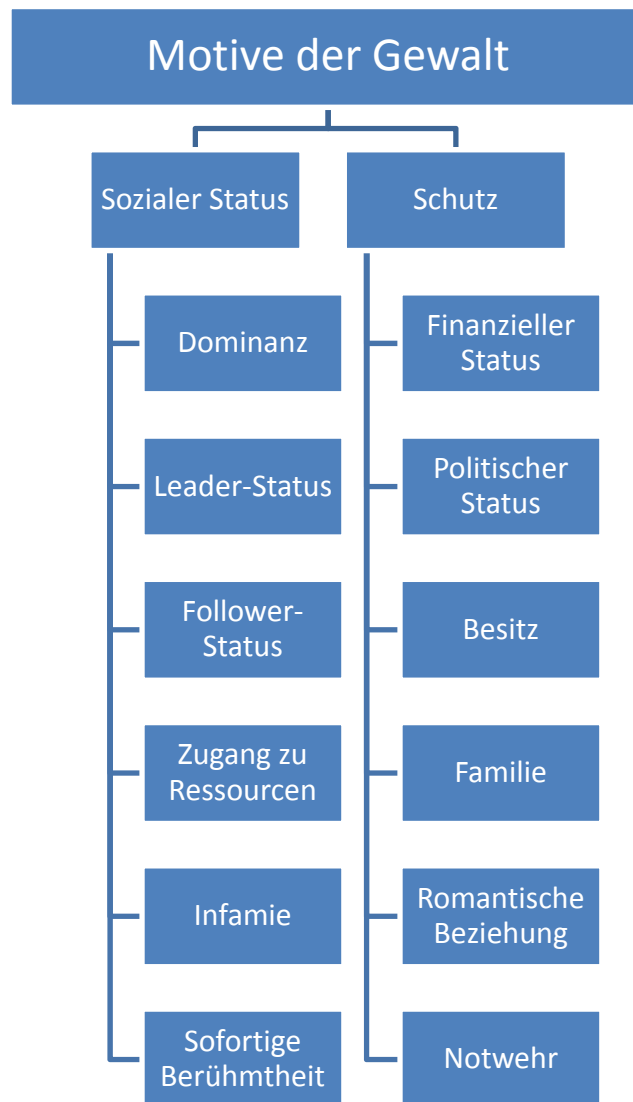 Motive der Gewalt
Sozialer Status
Dominanz
Leader-Status
Follower-
Status
Zugang zu
Ressourcen
Infamie
Sofortige
Berühmtheit
Schutz
Finanzieller
Status
Politischer
Status
Besitz
Familie
Romantische
Beziehung
Notwehr